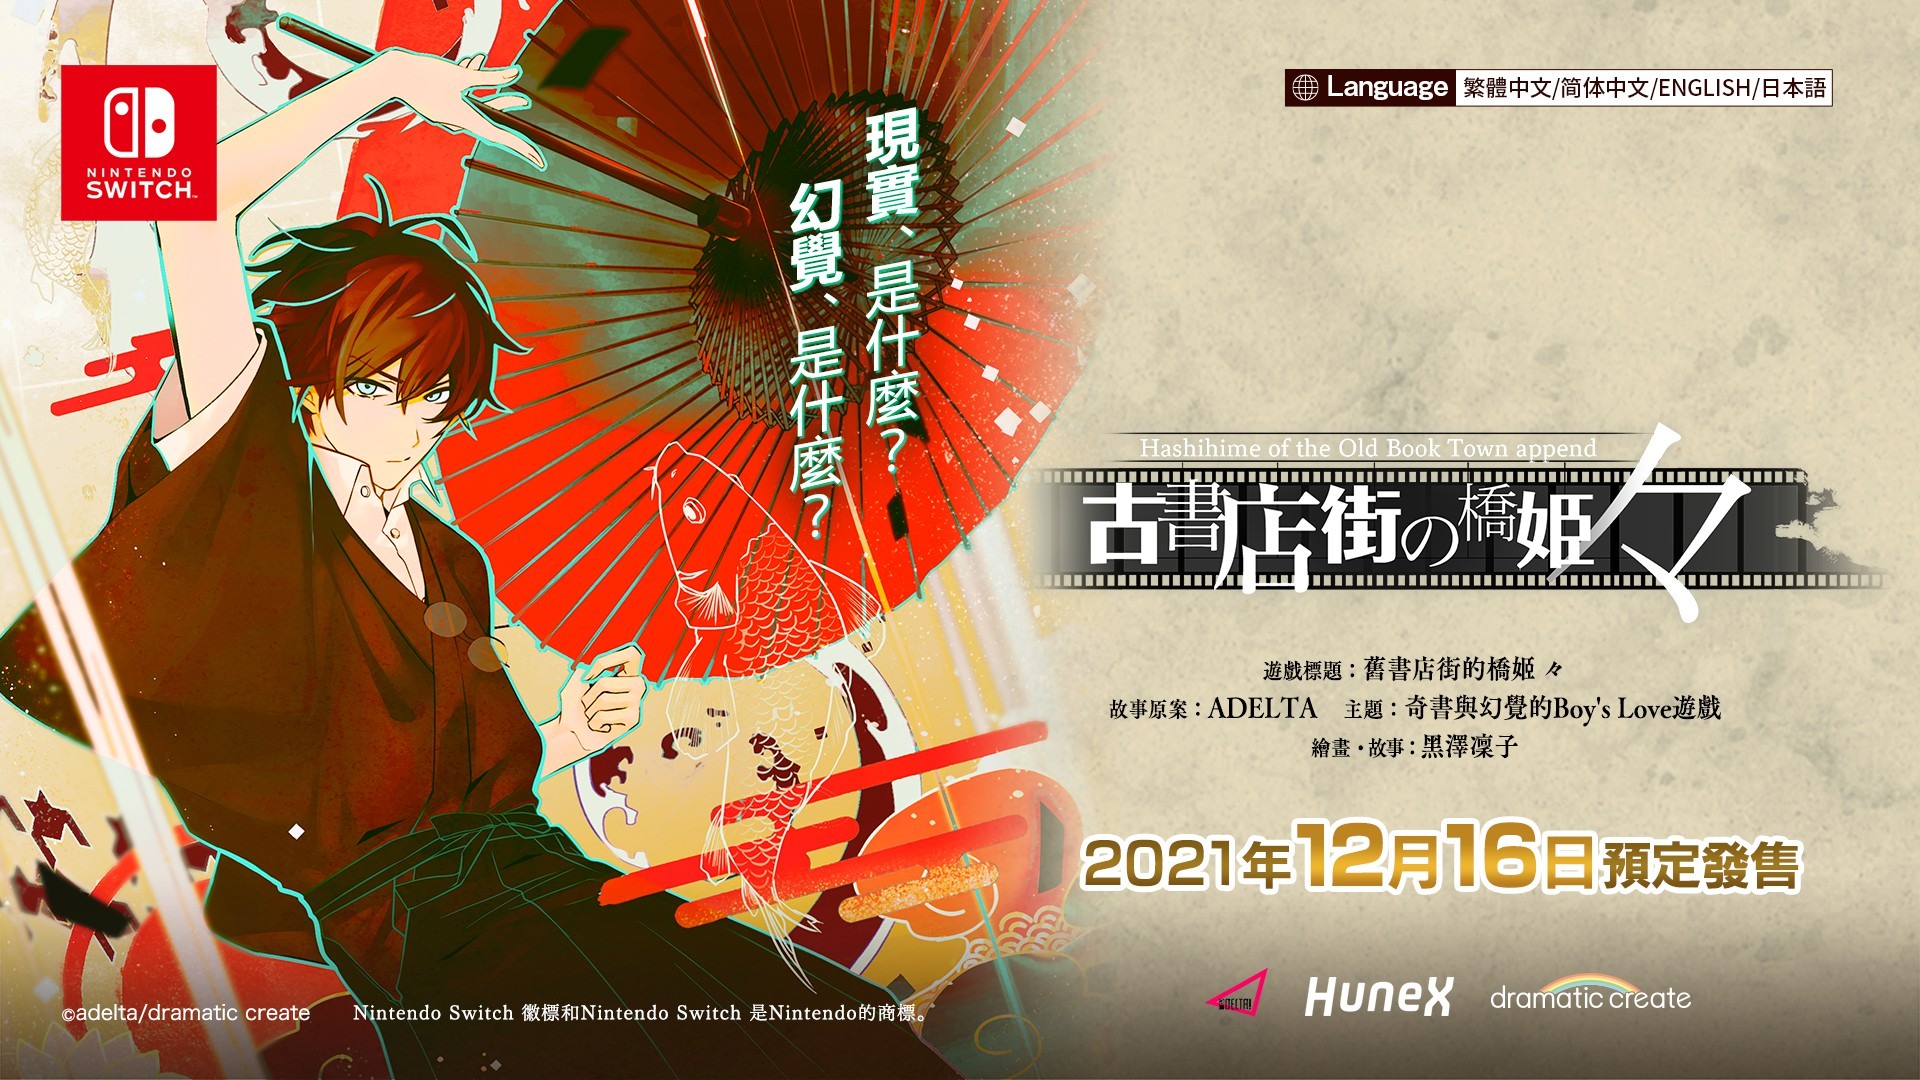 NINTENDO
SWITCH
Language 繁體中文/简体中文/ENGLISH/日本語
現實、是什麼？
幻覺、是什麼？
Hashihime of the Old Book Town append
古書店街の橋姫々
遊戲標題：舊書店街的橋姬 々
故事原案：ADELTA 主題：奇書與幻覺的Boy's Love遊戲
繪畫・故事：黑澤凜子
2021年12月16日預定發售
ADELTA!
HuneX
dramatic create
©adelta/dramatic create
Nintendo Switch 徽標和Nintendo Switch 是Nintendo的商標。